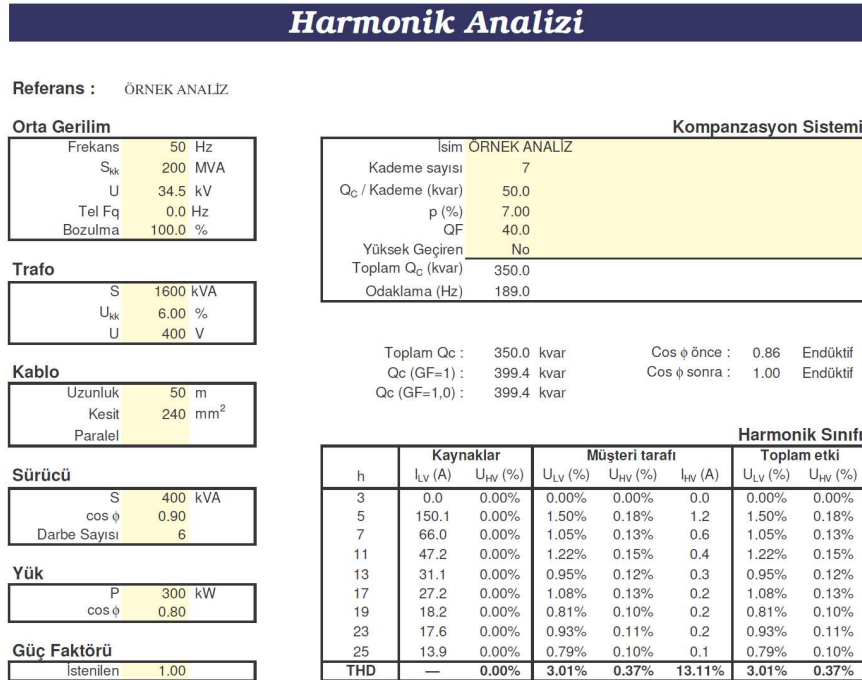 Harmonik Analizi
Referans : ÖRNEK ANALİZ
Orta Gerilim
Frekans 50 Hz
Skk 200 MVA
U 34.5 kV
Tel Fq 0.0 Hz
Bozulma 100.0 %
Trafo
S 1600 kVA
Ukk 6.00 %
U 400 V
Kablo
Uzunluk 50 m
Kesit 240 mm²
Paralel
Sürücü
S 400 kVA
cos ϕ 0.90
Darbe Sayısı 6
Yük
P 300 kW
cos ϕ 0.80
Güç Faktörü
İstenilen 1.00
Kompanzasyon Sistemi
İsim ÖRNEK ANALİZ
Kademe sayısı 7
QC / Kademe (kvar) 50.0
p (%) 7.00
QF 40.0
Yüksek Geçiren No
Toplam QC (kvar) 350.0
Odaklama (Hz) 189.0
Toplam Qc : 350.0 kvar Cos ϕ önce : 0.86 Endüktif
Qc (GF=1) : 399.4 kvar Cos ϕ sonra : 1.00 Endüktif
Qc (GF=1,0) : 399.4 kvar
Harmonik Sınıfı
Kaynaklar Müşteri tarafı Toplam etki
h ILV (A) UHV (%) ULV (%) UHV (%) IHV (A) ULV (%) UHV (%)
3 0.0 0.00% 0.00% 0.00% 0.0 0.00% 0.00%
5 150.1 0.00% 1.50% 0.18% 1.2 1.50% 0.18%
7 66.0 0.00% 1.05% 0.13% 0.6 1.05% 0.13%
11 47.2 0.00% 1.22% 0.15% 0.4 1.22% 0.15%
13 31.1 0.00% 0.95% 0.12% 0.3 0.95% 0.12%
17 27.2 0.00% 1.08% 0.13% 0.2 1.08% 0.13%
19 18.2 0.00% 0.81% 0.10% 0.2 0.81% 0.10%
23 17.6 0.00% 0.93% 0.11% 0.2 0.93% 0.11%
25 13.9 0.00% 0.79% 0.10% 0.1 0.79% 0.10%
THD — 0.00% 3.01% 0.37% 13.11% 3.01% 0.37%